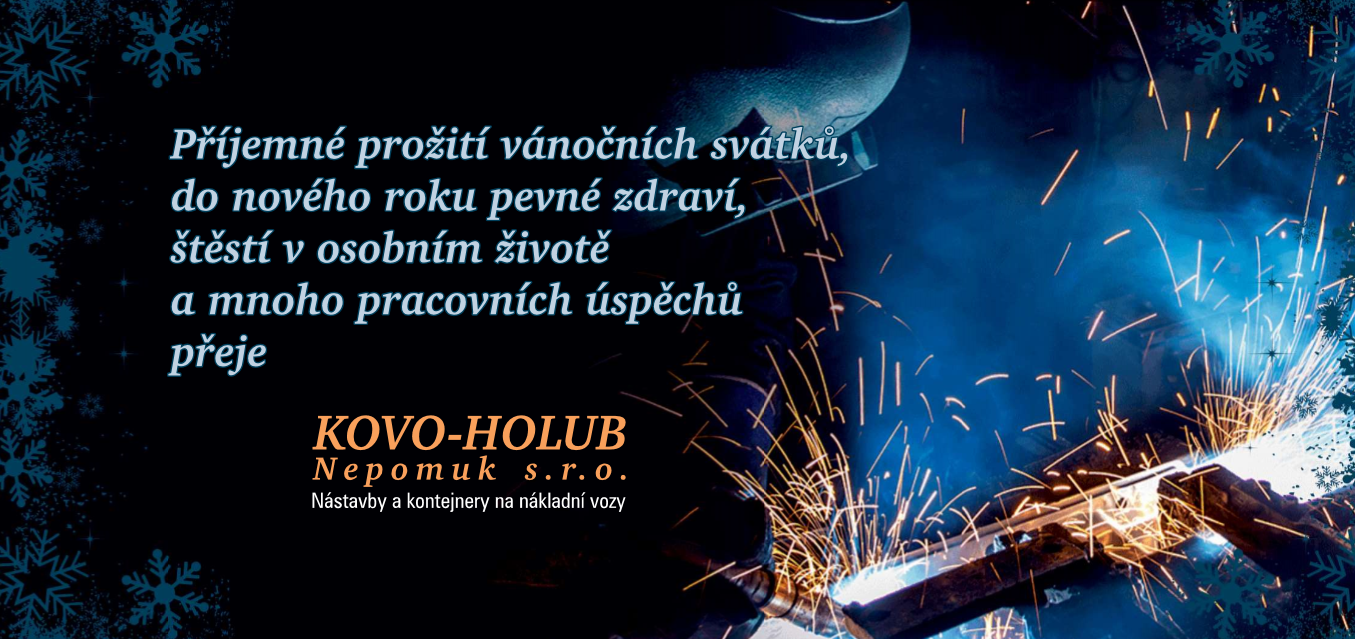 Příjemné prožití vánočních svátků,
do nového roku pevné zdraví,
štěstí v osobním životě
a mnoho pracovních úspěchů
přeje
KOVO-HOLUB
Nepomuk s.r.o.
Nástavby a kontejnery na nákladní vozy